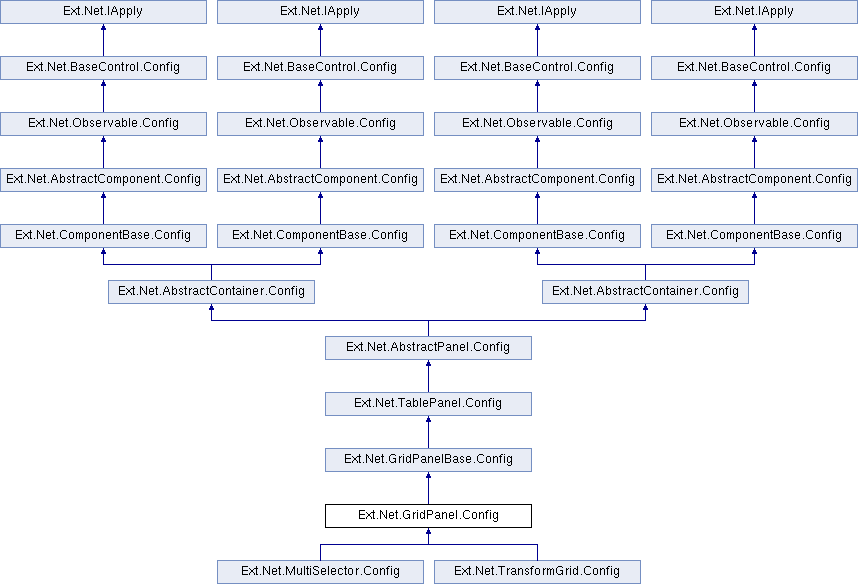 Ext.Net.IApply
Ext.Net.IApply
Ext.Net.IApply
Ext.Net.IApply
Ext.Net.BaseControl.Config
Ext.Net.BaseControl.Config
Ext.Net.BaseControl.Config
Ext.Net.BaseControl.Config
Ext.Net.Observable.Config
Ext.Net.Observable.Config
Ext.Net.Observable.Config
Ext.Net.Observable.Config
Ext.Net.AbstractComponent.Config
Ext.Net.AbstractComponent.Config
Ext.Net.AbstractComponent.Config
Ext.Net.AbstractComponent.Config
Ext.Net.ComponentBase.Config
Ext.Net.ComponentBase.Config
Ext.Net.ComponentBase.Config
Ext.Net.ComponentBase.Config
Ext.Net.AbstractContainer.Config
Ext.Net.AbstractContainer.Config
Ext.Net.AbstractPanel.Config
Ext.Net.TablePanel.Config
Ext.Net.GridPanelBase.Config
Ext.Net.GridPanel.Config
Ext.Net.MultiSelector.Config
Ext.Net.TransformGrid.Config